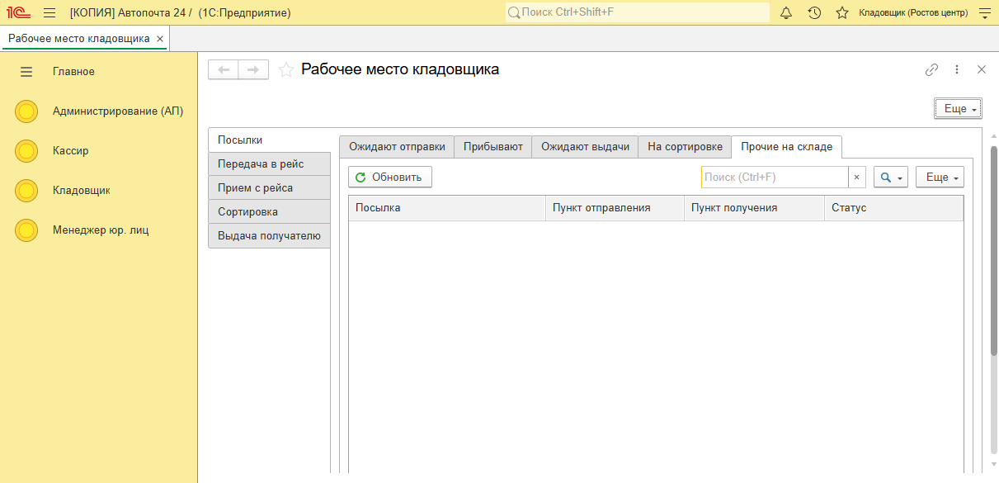 1С [КОПИЯ] Автопочта 24 / (1С:Предприятие) Поиск Ctrl+Shift+F Кладовщик (Ростов центр)
Рабочее место кладовщика ×
Главное
Администрирование (АП)
Кассир
Кладовщик
Менеджер юр. лиц
Рабочее место кладовщика
Еще
Посылки
Передача в рейс
Прием с рейса
Сортировка
Выдача получателю
Ожидают отправки Прибывают Ожидают выдачи На сортировке Прочие на складе
Обновить Поиск (Ctrl+F) × Еще
Посылка Пункт отправления Пункт получения Статус